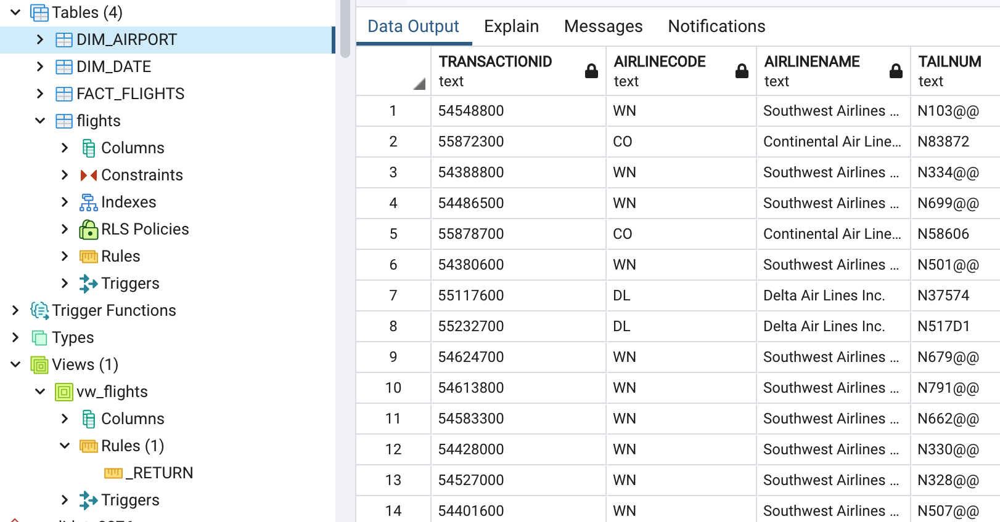 Tables (4)
DIM_AIRPORT
DIM_DATE
FACT_FLIGHTS
flights
Columns
Constraints
Indexes
RLS Policies
Rules
Triggers
Trigger Functions
Types
Views (1)
vw_flights
Columns
Rules (1)
_RETURN
Triggers
Data Output Explain Messages Notifications
TRANSACTIONID AIRLINECODE AIRLINENAME TAILNUM
text text text text
1 54548800 WN Southwest Airlines ... N103@@
2 55872300 CO Continental Air Line... N83872
3 54388800 WN Southwest Airlines ... N334@@
4 54486500 WN Southwest Airlines ... N699@@
5 55878700 CO Continental Air Line... N58606
6 54380600 WN Southwest Airlines ... N501@@
7 55117600 DL Delta Air Lines Inc. N37574
8 55232700 DL Delta Air Lines Inc. N517D1
9 54624700 WN Southwest Airlines ... N679@@
10 54613800 WN Southwest Airlines ... N791@@
11 54583300 WN Southwest Airlines ... N662@@
12 54428000 WN Southwest Airlines ... N330@@
13 54527000 WN Southwest Airlines ... N328@@
14 54401600 WN Southwest Airlines ... N507@@